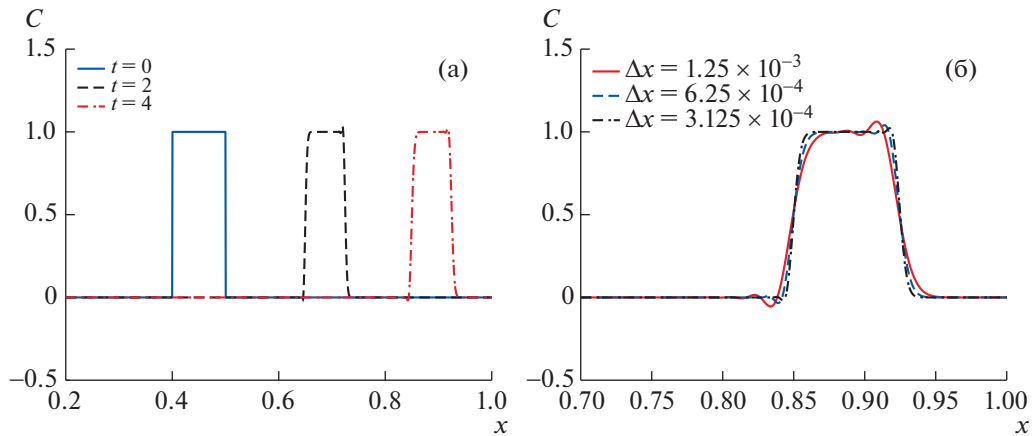 C
1.5
1.0
0.5
0
−0.5
0.2 0.4 0.6 0.8 1.0
x
t = 0
t = 2
t = 4
(а)
C
1.5
1.0
0.5
0
−0.5
0.70 0.75 0.80 0.85 0.90 0.95 1.00
x
Δx = 1.25 × 10⁻³
Δx = 6.25 × 10⁻⁴
Δx = 3.125 × 10⁻⁴
(б)